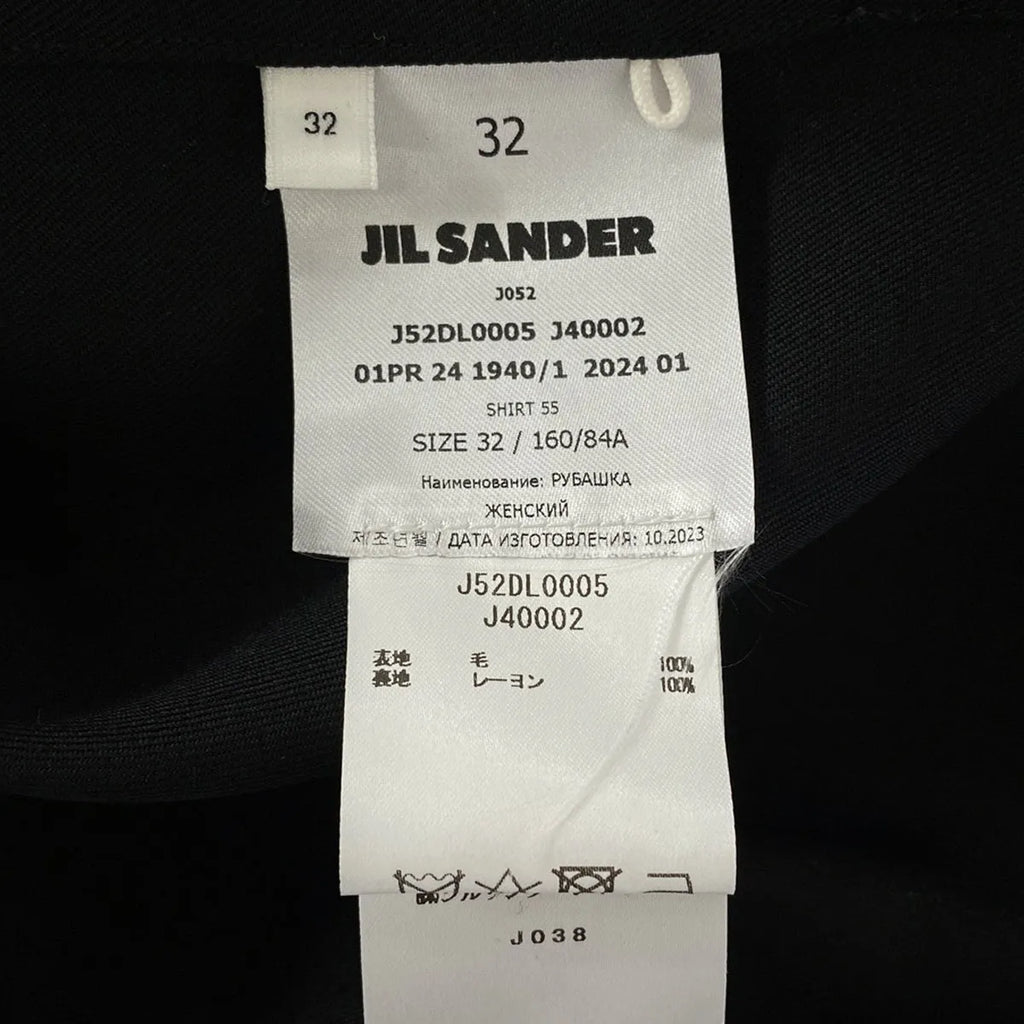 32
32
JIL SANDER
J052
J52DL0005 J40002
01PR 24 1940/1 2024 01
SHIRT 55
SIZE 32 / 160/84A
Наименование: РУБАШКА
ЖЕНСКИЙ
제조년월 / ДАТА ИЗГОТОВЛЕНИЯ: 10.2023
J52DL0005
J40002
表地 毛 100%
裏地 レーヨン 100%
J038